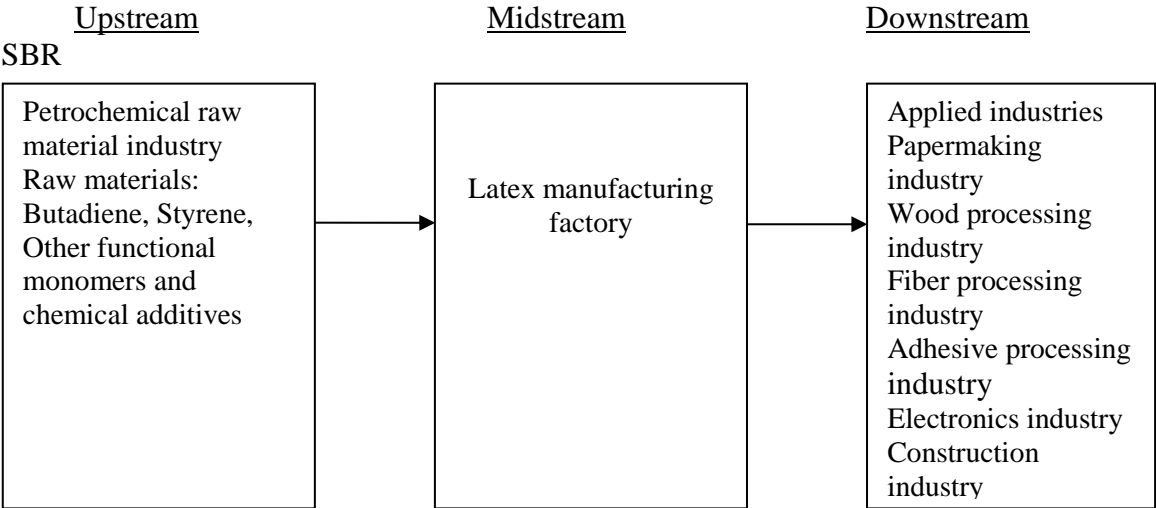 Upstream
Midstream
Downstream
SBR
Petrochemical raw
material industry
Raw materials:
Butadiene, Styrene,
Other functional
monomers and
chemical additives
Latex manufacturing
factory
Applied industries
Papermaking
industry
Wood processing
industry
Fiber processing
industry
Adhesive processing
industry
Electronics industry
Construction
industry